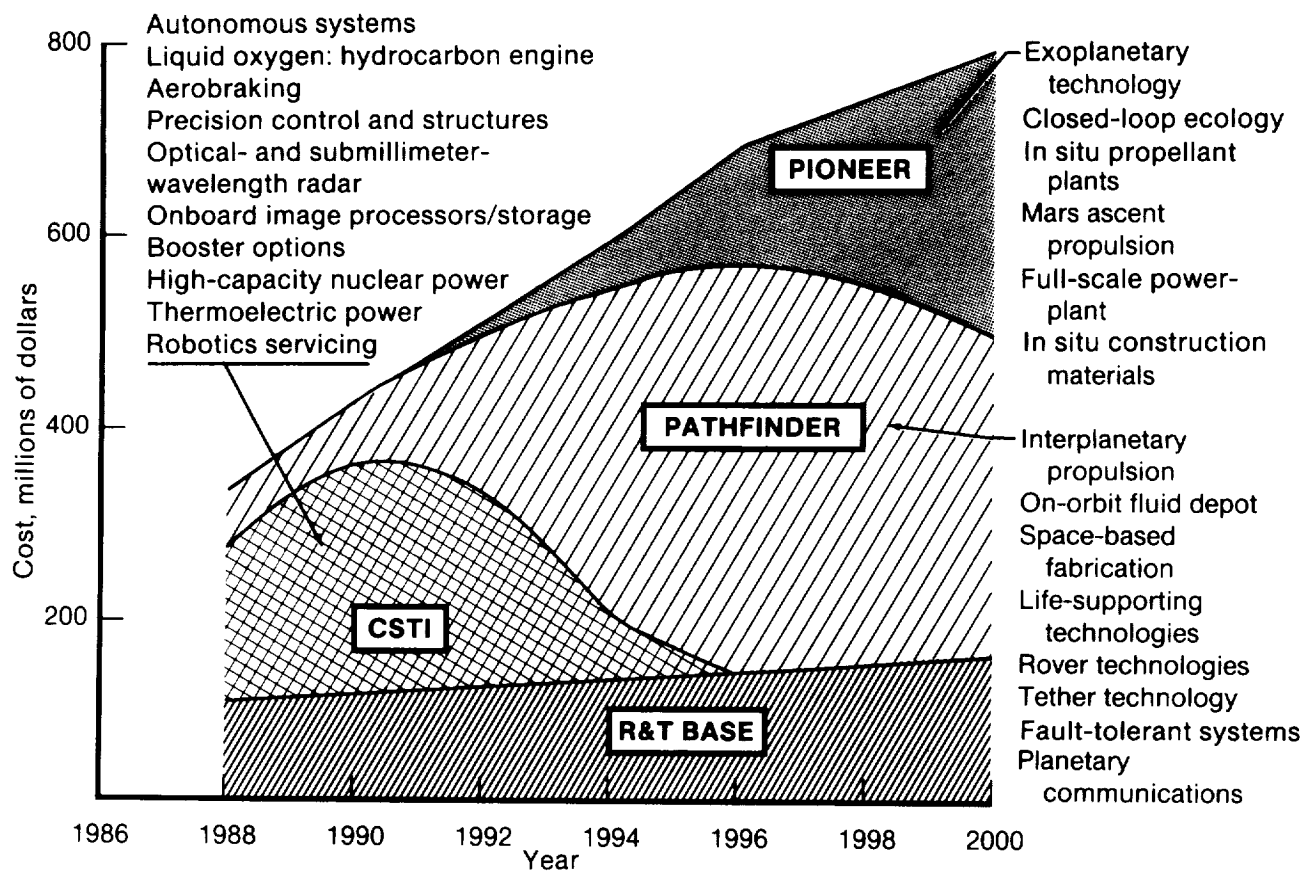 Autonomous systems
Liquid oxygen: hydrocarbon engine
Aerobraking
Precision control and structures
Optical- and submillimeter-
wavelength radar
Onboard image processors/storage
Booster options
High-capacity nuclear power
Thermoelectric power
Robotics servicing
800
600
400
200
Cost, millions of dollars
PIONEER
PATHFINDER
CSTI
R&T BASE
Exoplanetary
technology
Closed-loop ecology
In situ propellant
plants
Mars ascent
propulsion
Full-scale power-
plant
In situ construction
materials
Interplanetary
propulsion
On-orbit fluid depot
Space-based
fabrication
Life-supporting
technologies
Rover technologies
Tether technology
Fault-tolerant systems
Planetary
communications
1986 1988 1990 1992 1994 1996 1998 2000
Year